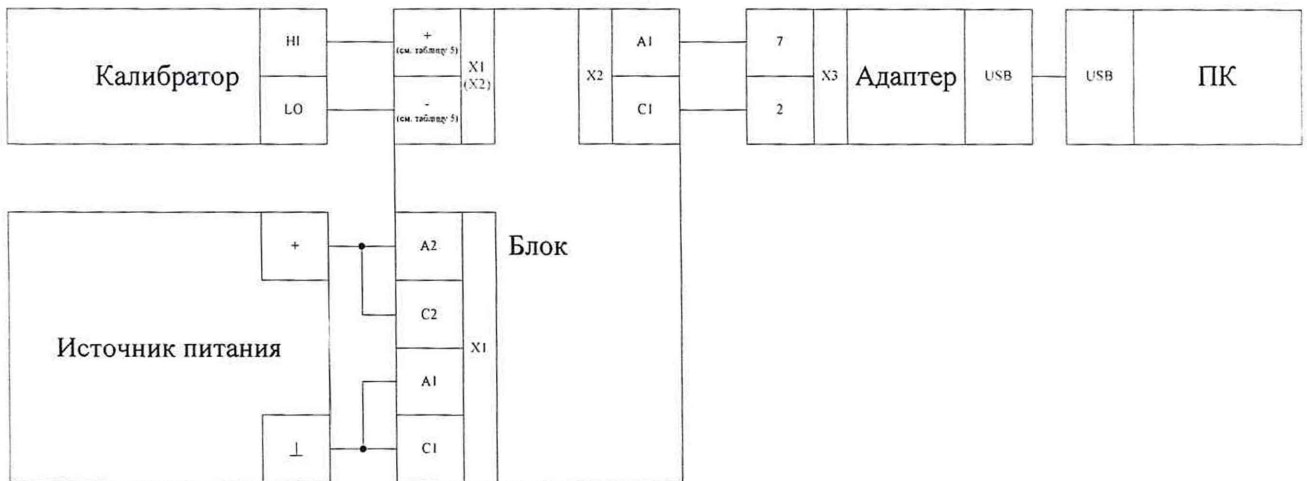 Калибратор
HI
LO
+
(см. таблицу 5)
-
(см. таблицу 5)
X1
(X2)
X2
A1
C1
7
2
X3
Адаптер
USB
USB
ПК
Источник питания
+
⊥
A2
C2
A1
C1
X1
Блок